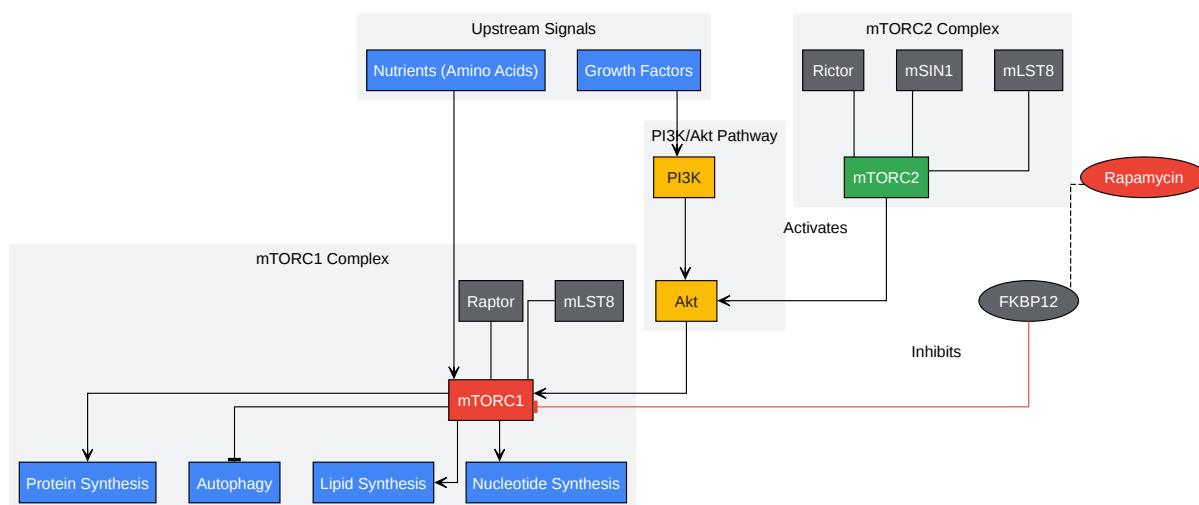 Upstream Signals
mTORC2 Complex
Nutrients (Amino Acids)
Growth Factors
Rictor
mSIN1
mLST8
PI3K/Akt Pathway
PI3K
mTORC2
Rapamycin
Activates
mTORC1 Complex
Raptor
mLST8
Akt
FKBP12
Inhibits
mTORC1
Protein Synthesis
Autophagy
Lipid Synthesis
Nucleotide Synthesis